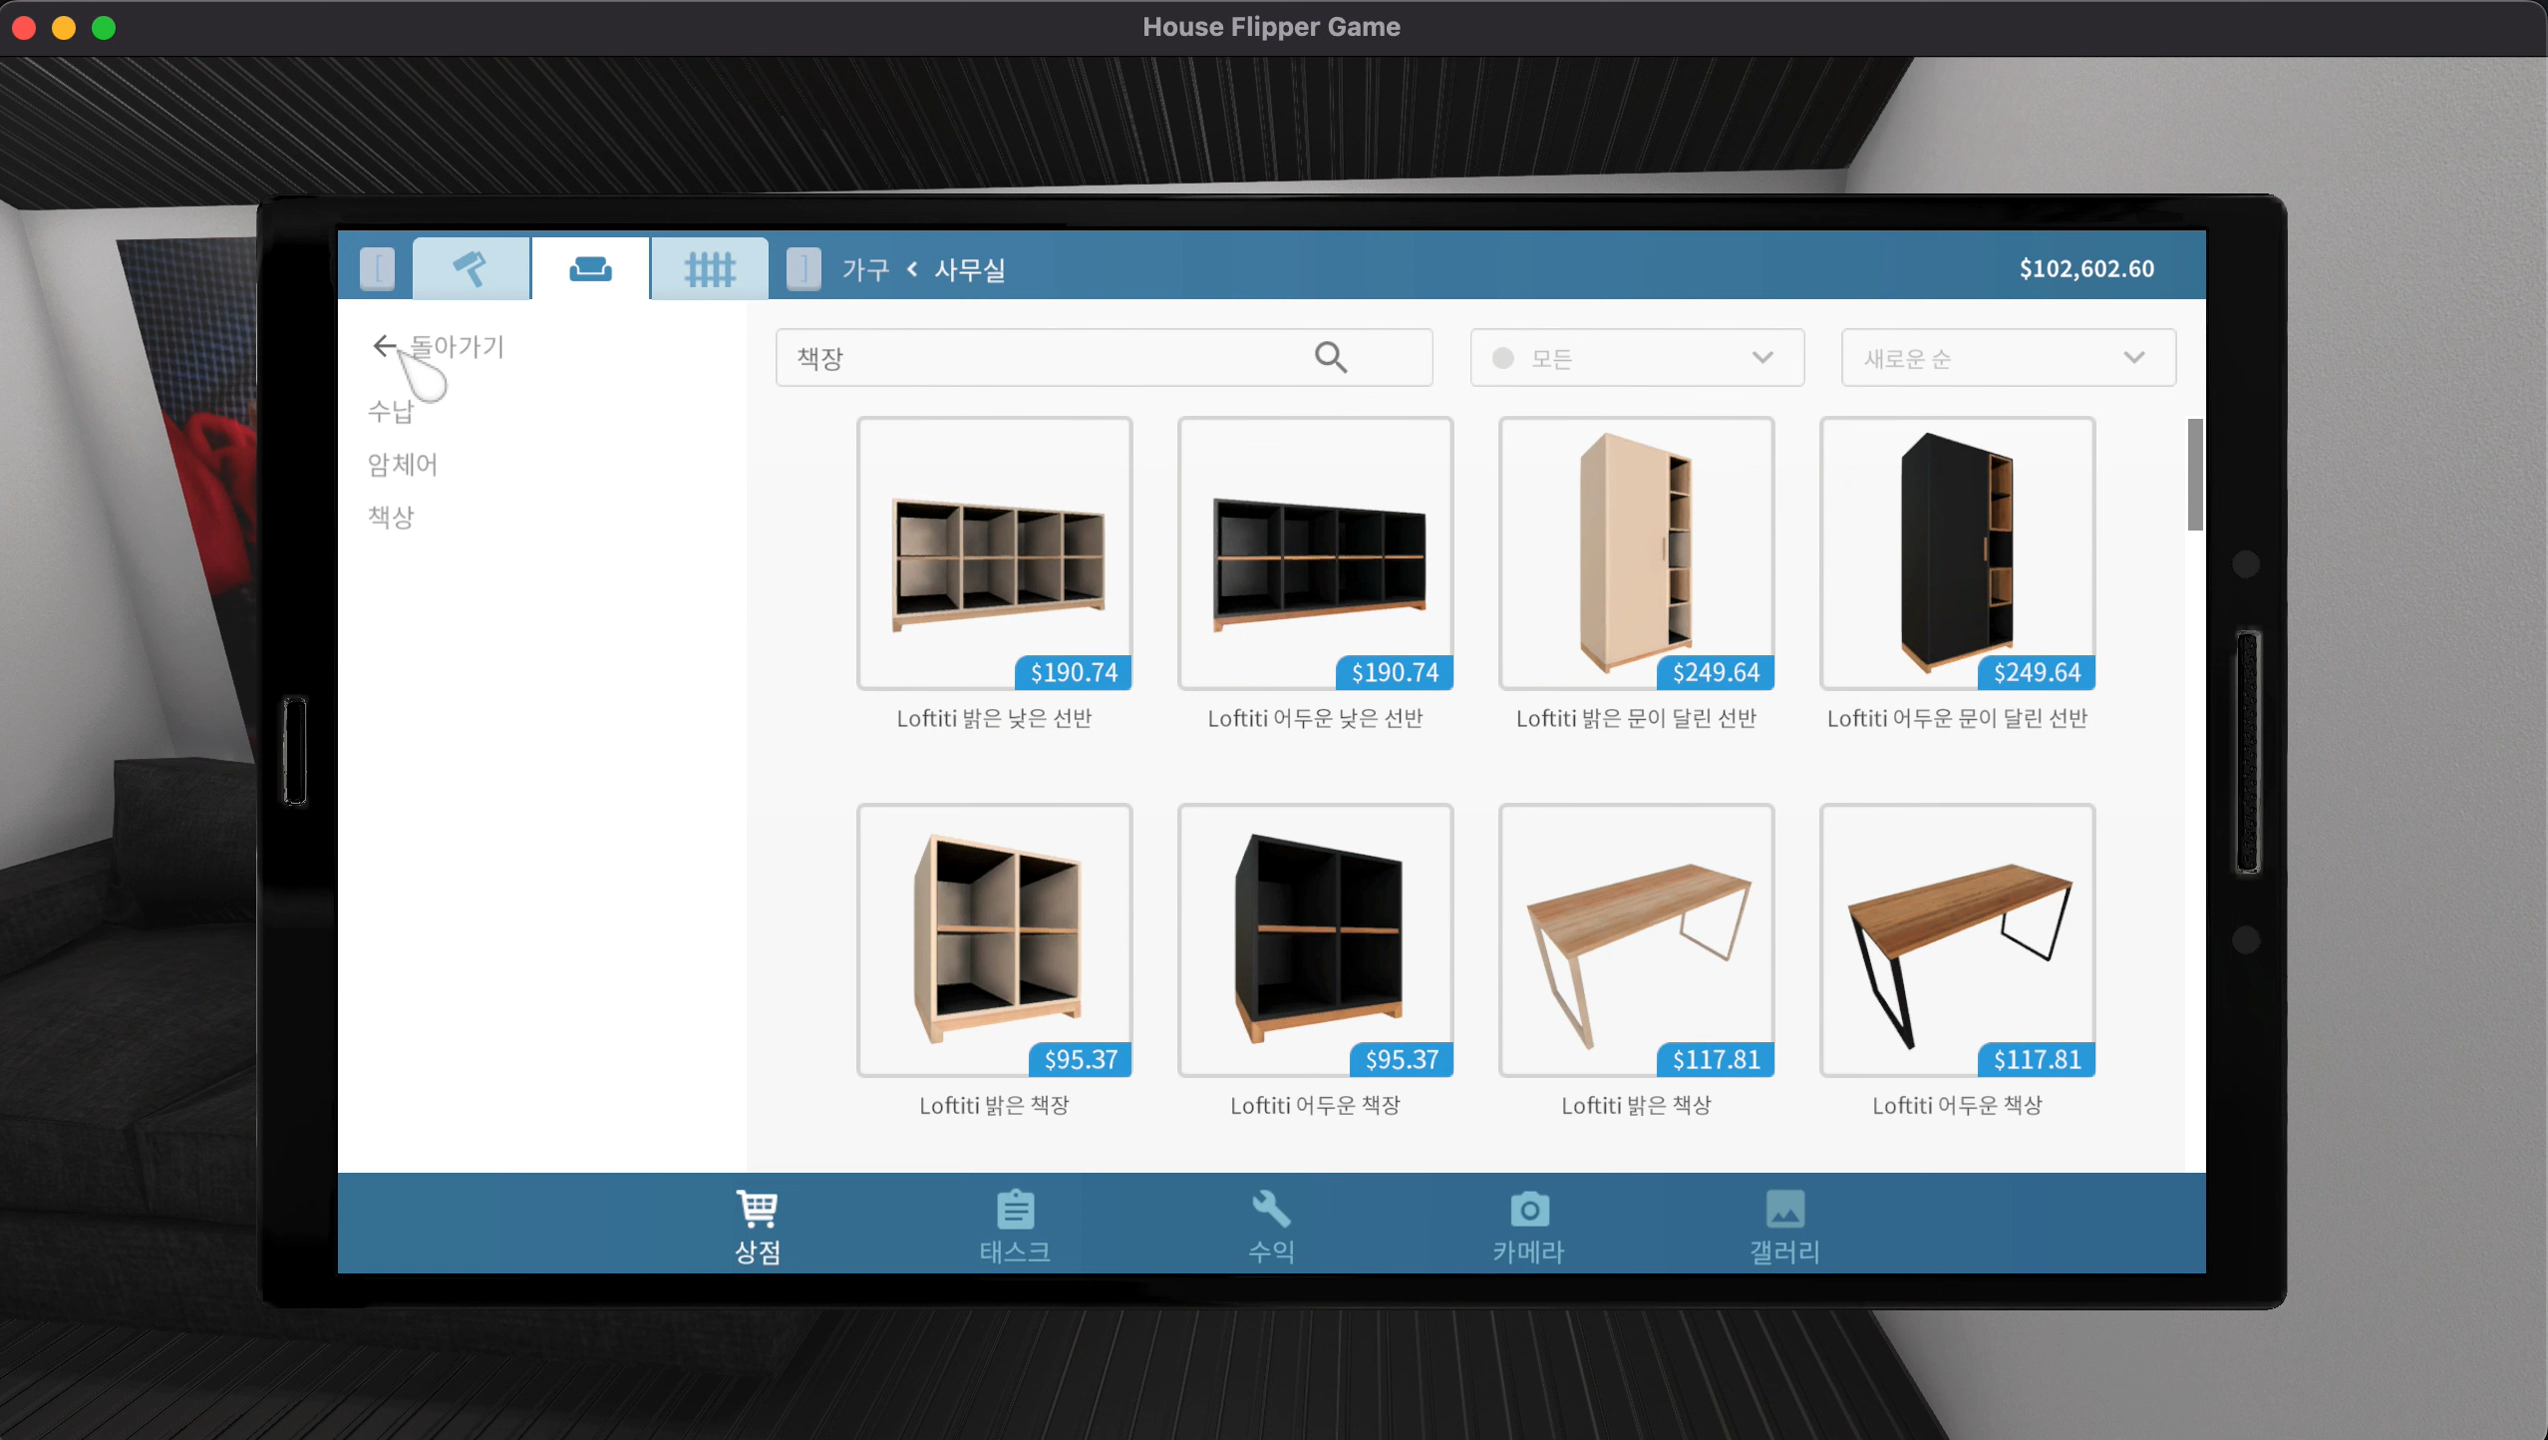 House Flipper Game
[
]
가구 < 사무실
$102,602.60
돌아가기
수납
암체어
책상
책장
모든
새로운 순
$190.74
$190.74
$249.64
$249.64
Loftiti 밝은 낮은 선반
Loftiti 어두운 낮은 선반
Loftiti 밝은 문이 달린 선반
Loftiti 어두운 문이 달린 선반
$95.37
$95.37
$117.81
$117.81
Loftiti 밝은 책장
Loftiti 어두운 책장
Loftiti 밝은 책상
Loftiti 어두운 책상
상점
태스크
수익
카메라
갤러리